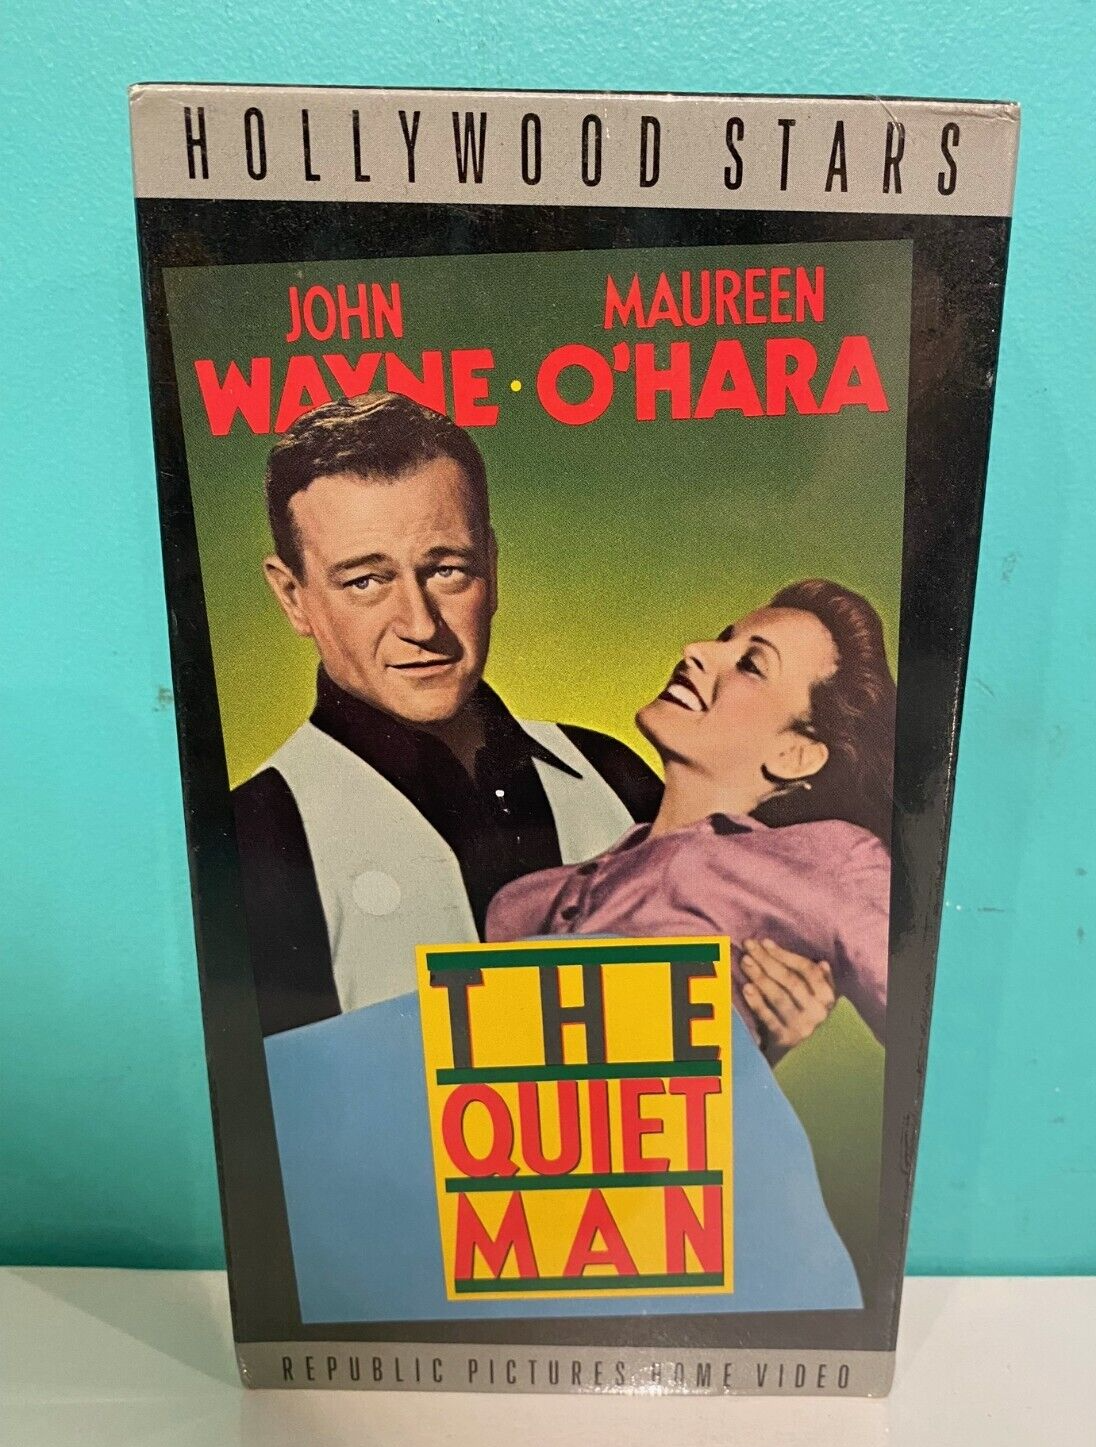 HOLLYWOOD STARS
JOHN MAUREEN
WAYNE · O'HARA
THE
QUIET
MAN
REPUBLIC PICTURES HOME VIDEO